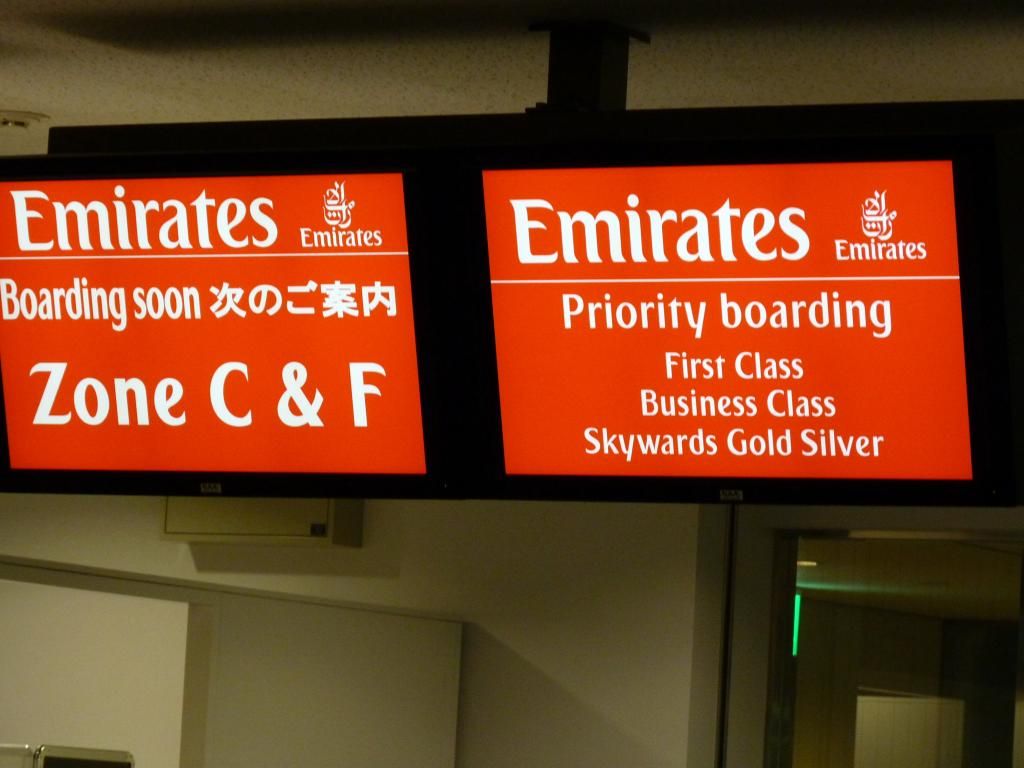 Emirates
Emirates
Boarding soon 次のご案内
Zone C & F
Emirates
Emirates
Priority boarding
First Class
Business Class
Skywards Gold Silver